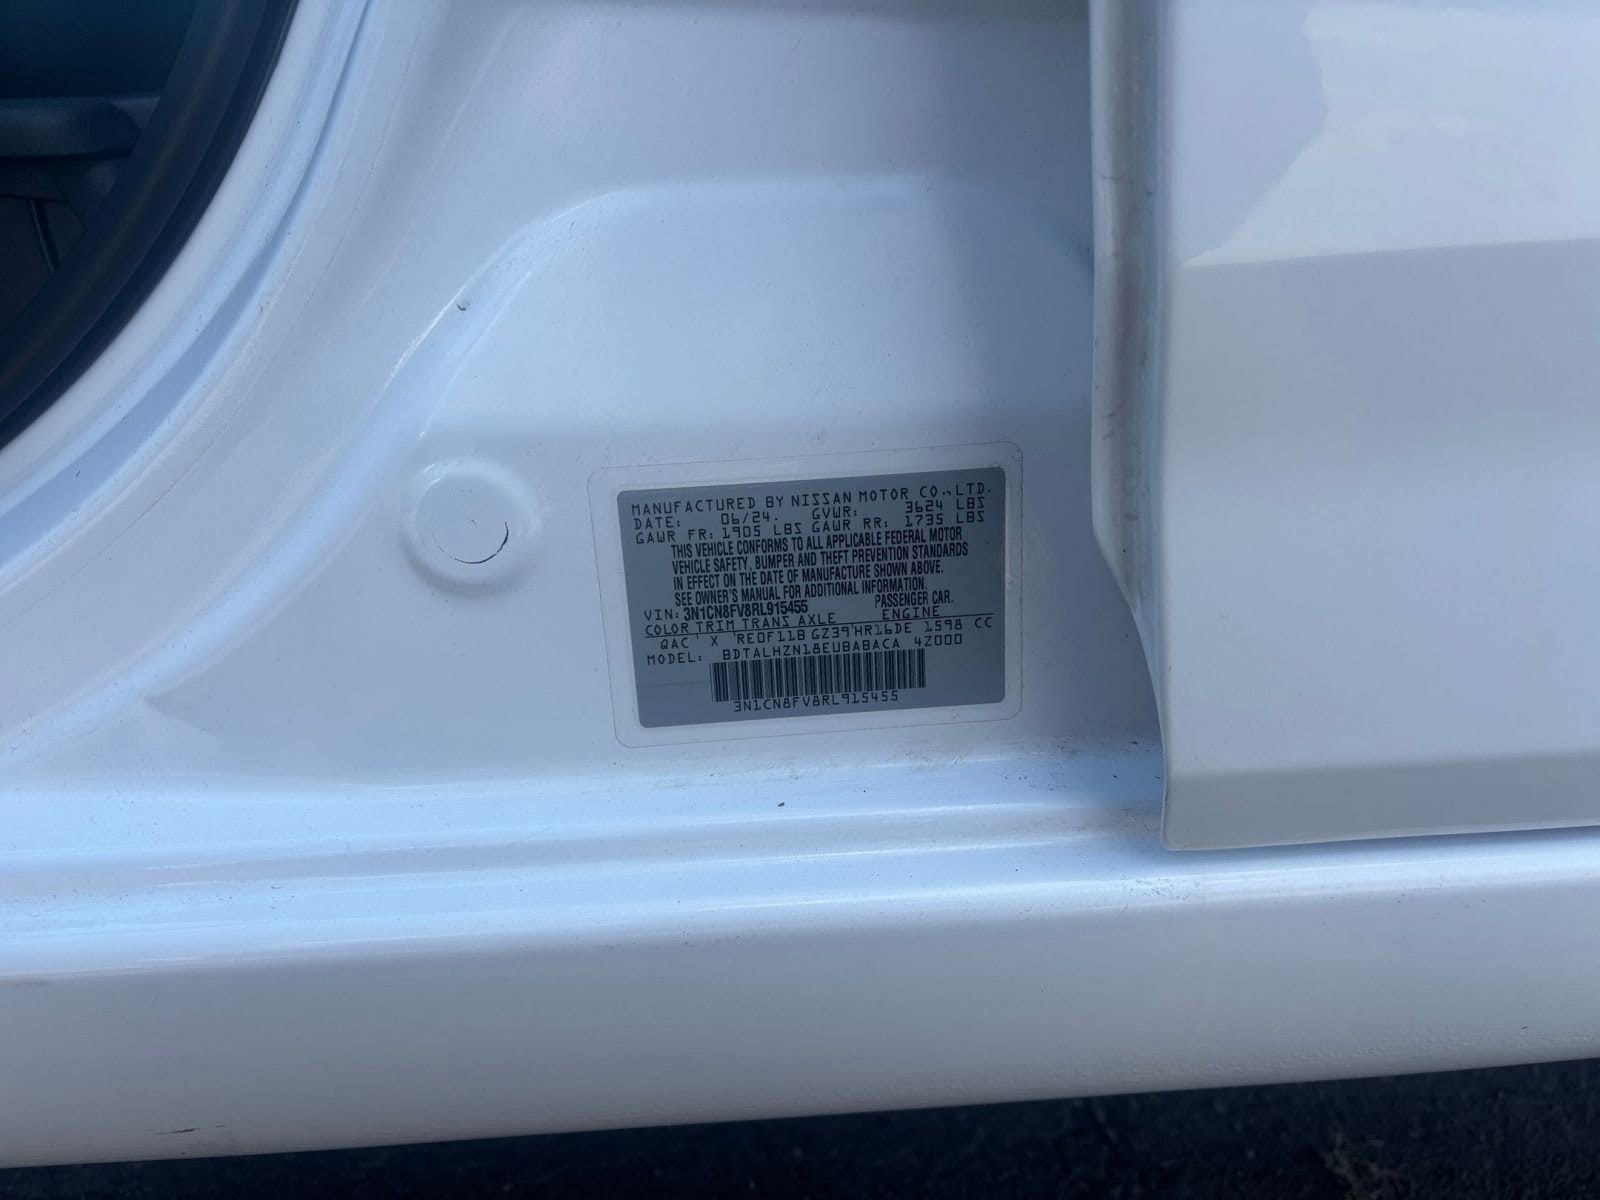 MANUFACTURED BY NISSAN MOTOR CO.,LTD.
DATE: 06/24. GVWR: 3624 LBS
GAWR FR: 1905 LBS GAWR RR: 1735 LBS
THIS VEHICLE CONFORMS TO ALL APPLICABLE FEDERAL MOTOR
VEHICLE SAFETY, BUMPER AND THEFT PREVENTION STANDARDS
IN EFFECT ON THE DATE OF MANUFACTURE SHOWN ABOVE.
SEE OWNER'S MANUAL FOR ADDITIONAL INFORMATION.
VIN: 3N1CN8FV8RL915455 PASSENGER CAR.
COLOR TRIM TRANS AXLE ENGINE
QAC X RE0F11B GZ39 HR16DE 1598 CC
MODEL: BDTALHZN18EUBABACA 42000
3N1CN8FV8RL915455